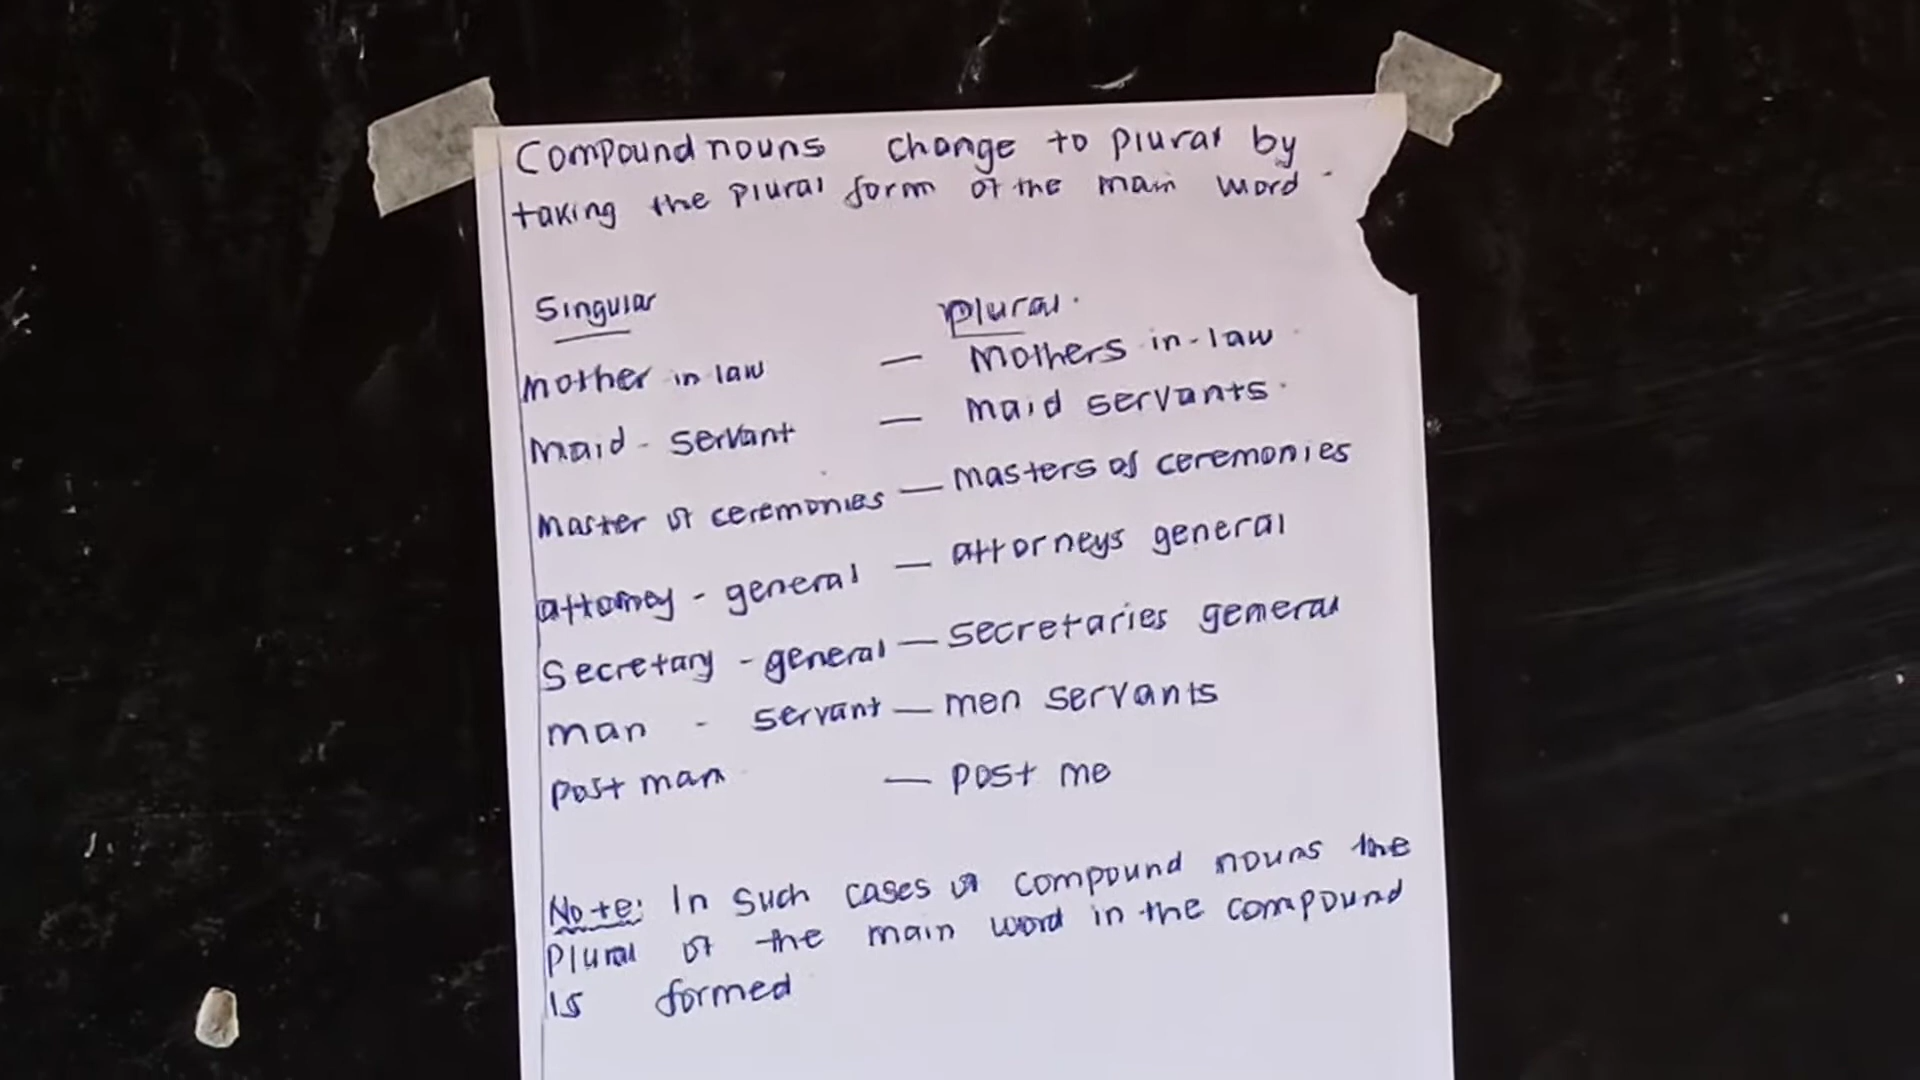 Compound nouns change to plural by
taking the plural form of the main word.
Singular
Plural.
Mother in law — Mothers in-law
Maid - servant — Maid servants.
Master of ceremonies — Masters of ceremonies
attorney - general — attorneys general
Secretary - general — secretaries general
man - servant — men servants
post man — post me
Note: In such cases of compound nouns the
plural of the main word in the compound
is formed